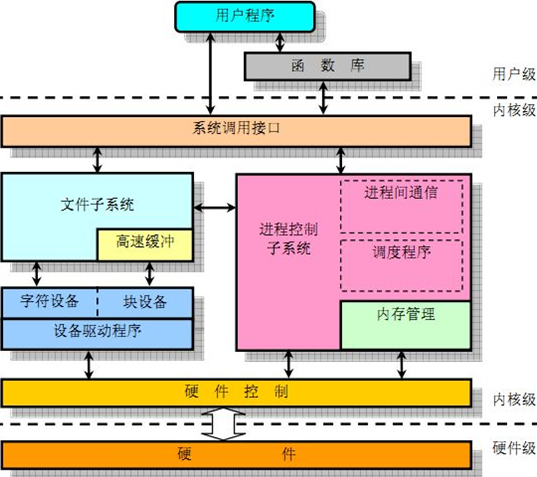 用户程序
函数库
用户级
内核级
系统调用接口
文件子系统
高速缓冲
进程控制
子系统
进程间通信
调度程序
内存管理
字符设备
块设备
设备驱动程序
硬件控制
内核级
硬件级
硬件